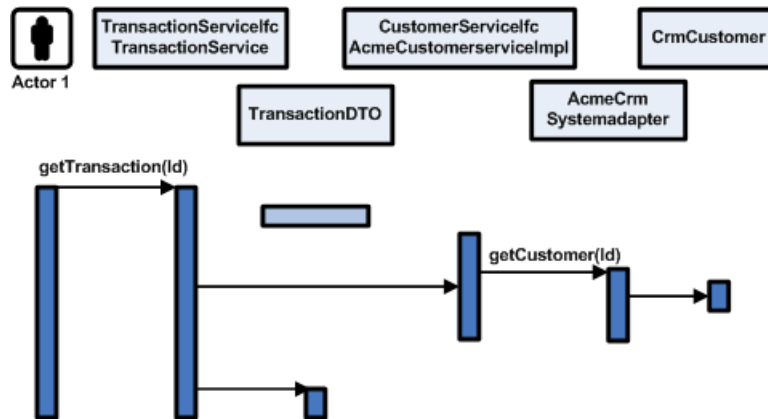 TransactionServiceIfc
TransactionService
CustomerServiceIfc
AcmeCustomerserviceImpl
CrmCustomer
Actor 1
TransactionDTO
AcmeCrm
Systemadapter
getTransaction(Id)
getCustomer(Id)